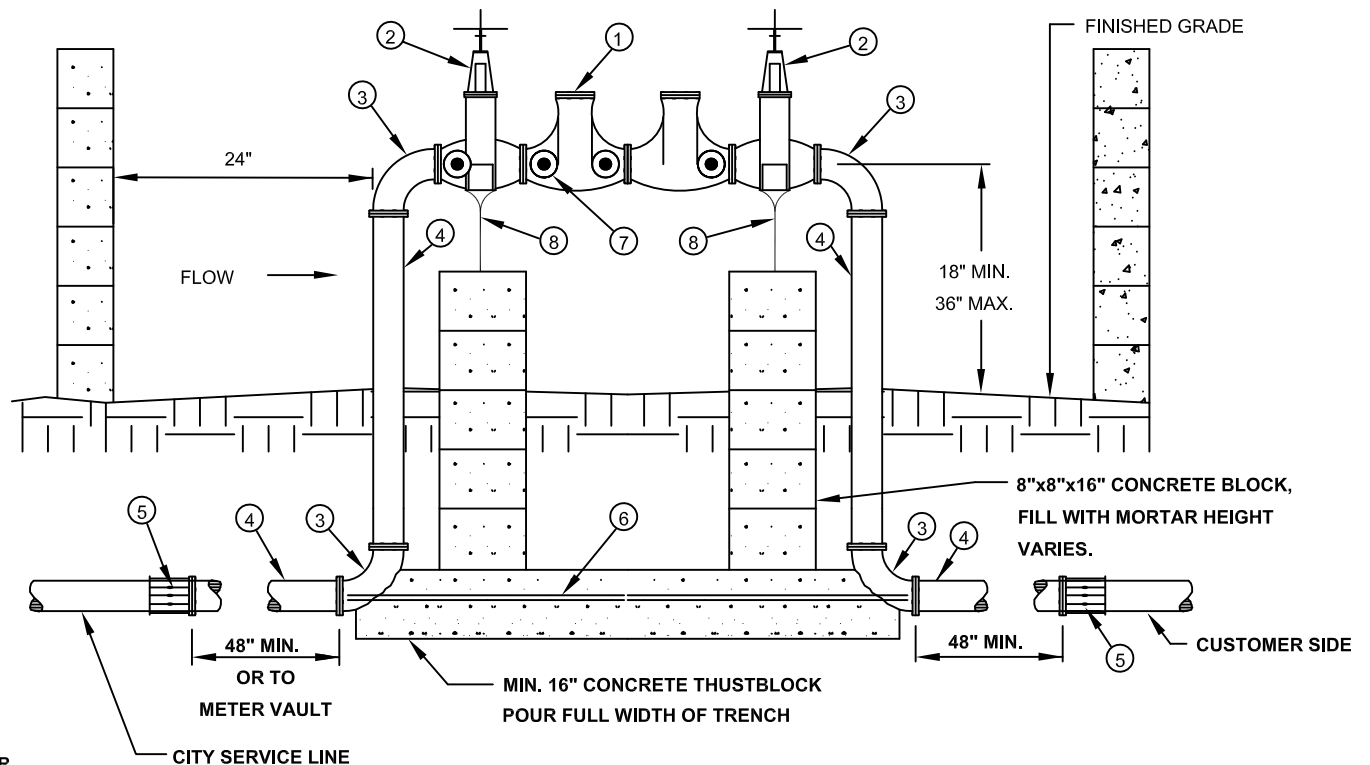 FINISHED GRADE
2
1
2
3
3
24"
8
7
8
4
4
FLOW
18" MIN.
36" MAX.
8"x8"x16" CONCRETE BLOCK,
FILL WITH MORTAR HEIGHT
VARIES.
5
4
3
6
3
4
48" MIN.
OR TO
METER VAULT
48" MIN.
5
CUSTOMER SIDE
MIN. 16" CONCRETE THUSTBLOCK
POUR FULL WIDTH OF TRENCH
CITY SERVICE LINE